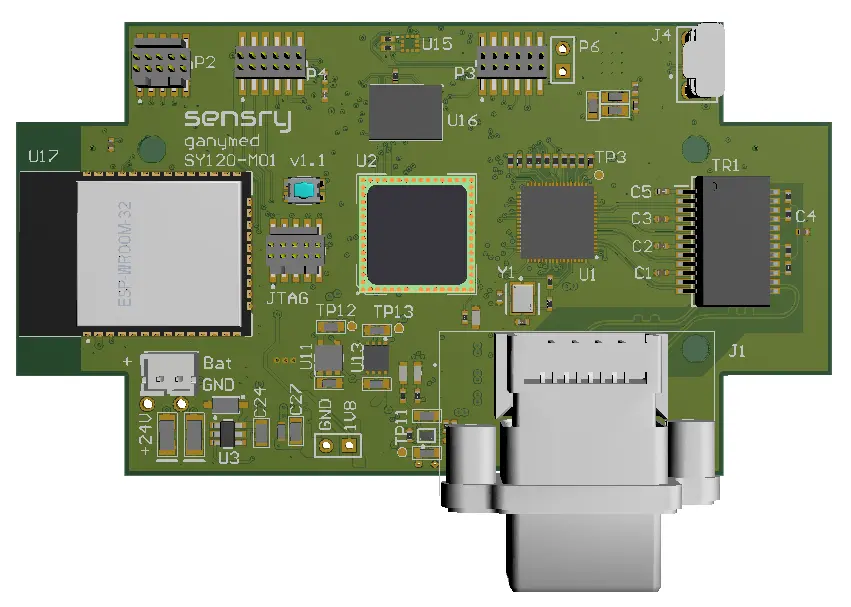 J4
U15
P6
P2
P4
P3
sensry
U16
ganymed
SY120-M01 v1.1
U17
U2
TP3
TR1
C5
C3
C4
C2
C1
U1
ESP-WROOM-32
JTAG
Y1
TP12
TP13
J1
U11
U13
+
Bat
GND
C24
C27
GND
1V8
TP11
+24V
U3